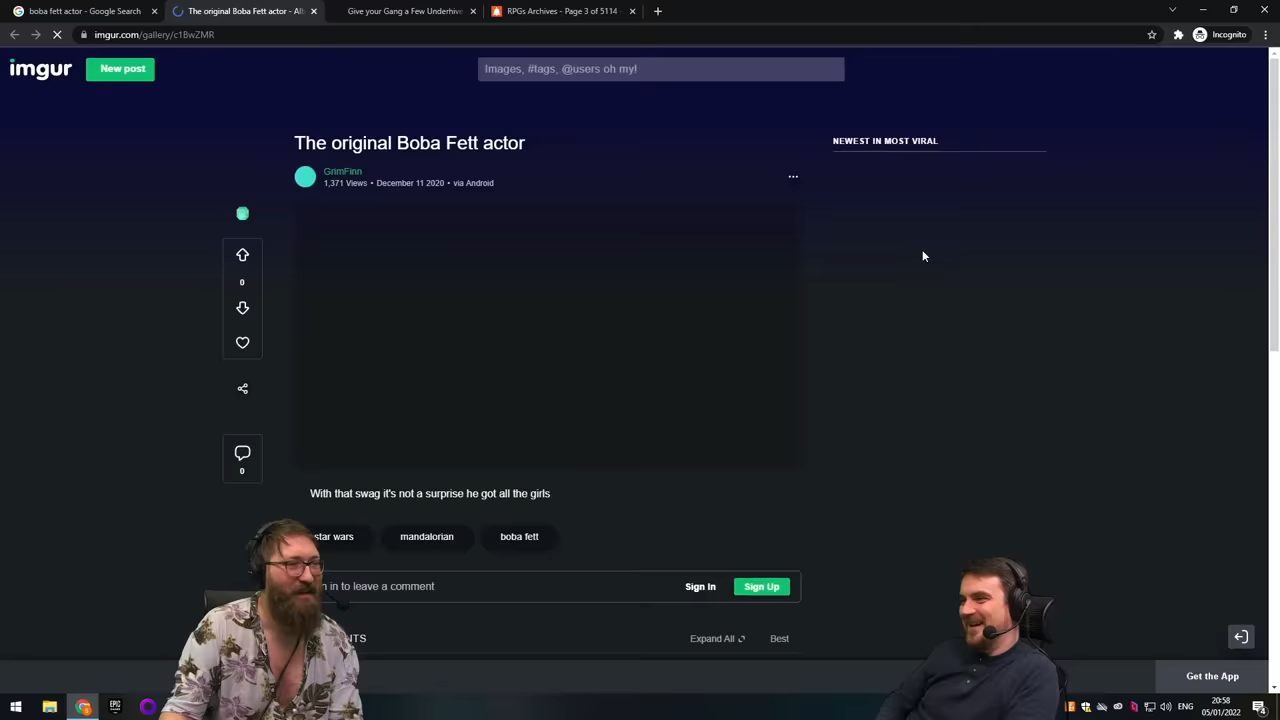 boba fett actor - Google Search
The original Boba Fett actor - Alb
Give your Gang a Few Underhive
RPGs Archives - Page 3 of 5114
imgur.com/gallery/c1BwZMR
Incognito
imgur
New post
Images, #tags, @users oh my!
The original Boba Fett actor
GrimFinn
1,371 Views • December 11 2020 • via Android
NEWEST IN MOST VIRAL
0
0
With that swag it's not a surprise he got all the girls
star wars
mandalorian
boba fett
n in to leave a comment
Sign In
Sign Up
NTS
Expand All
Best
Get the App
EPIC
ENG
20:58
05/01/2022
4